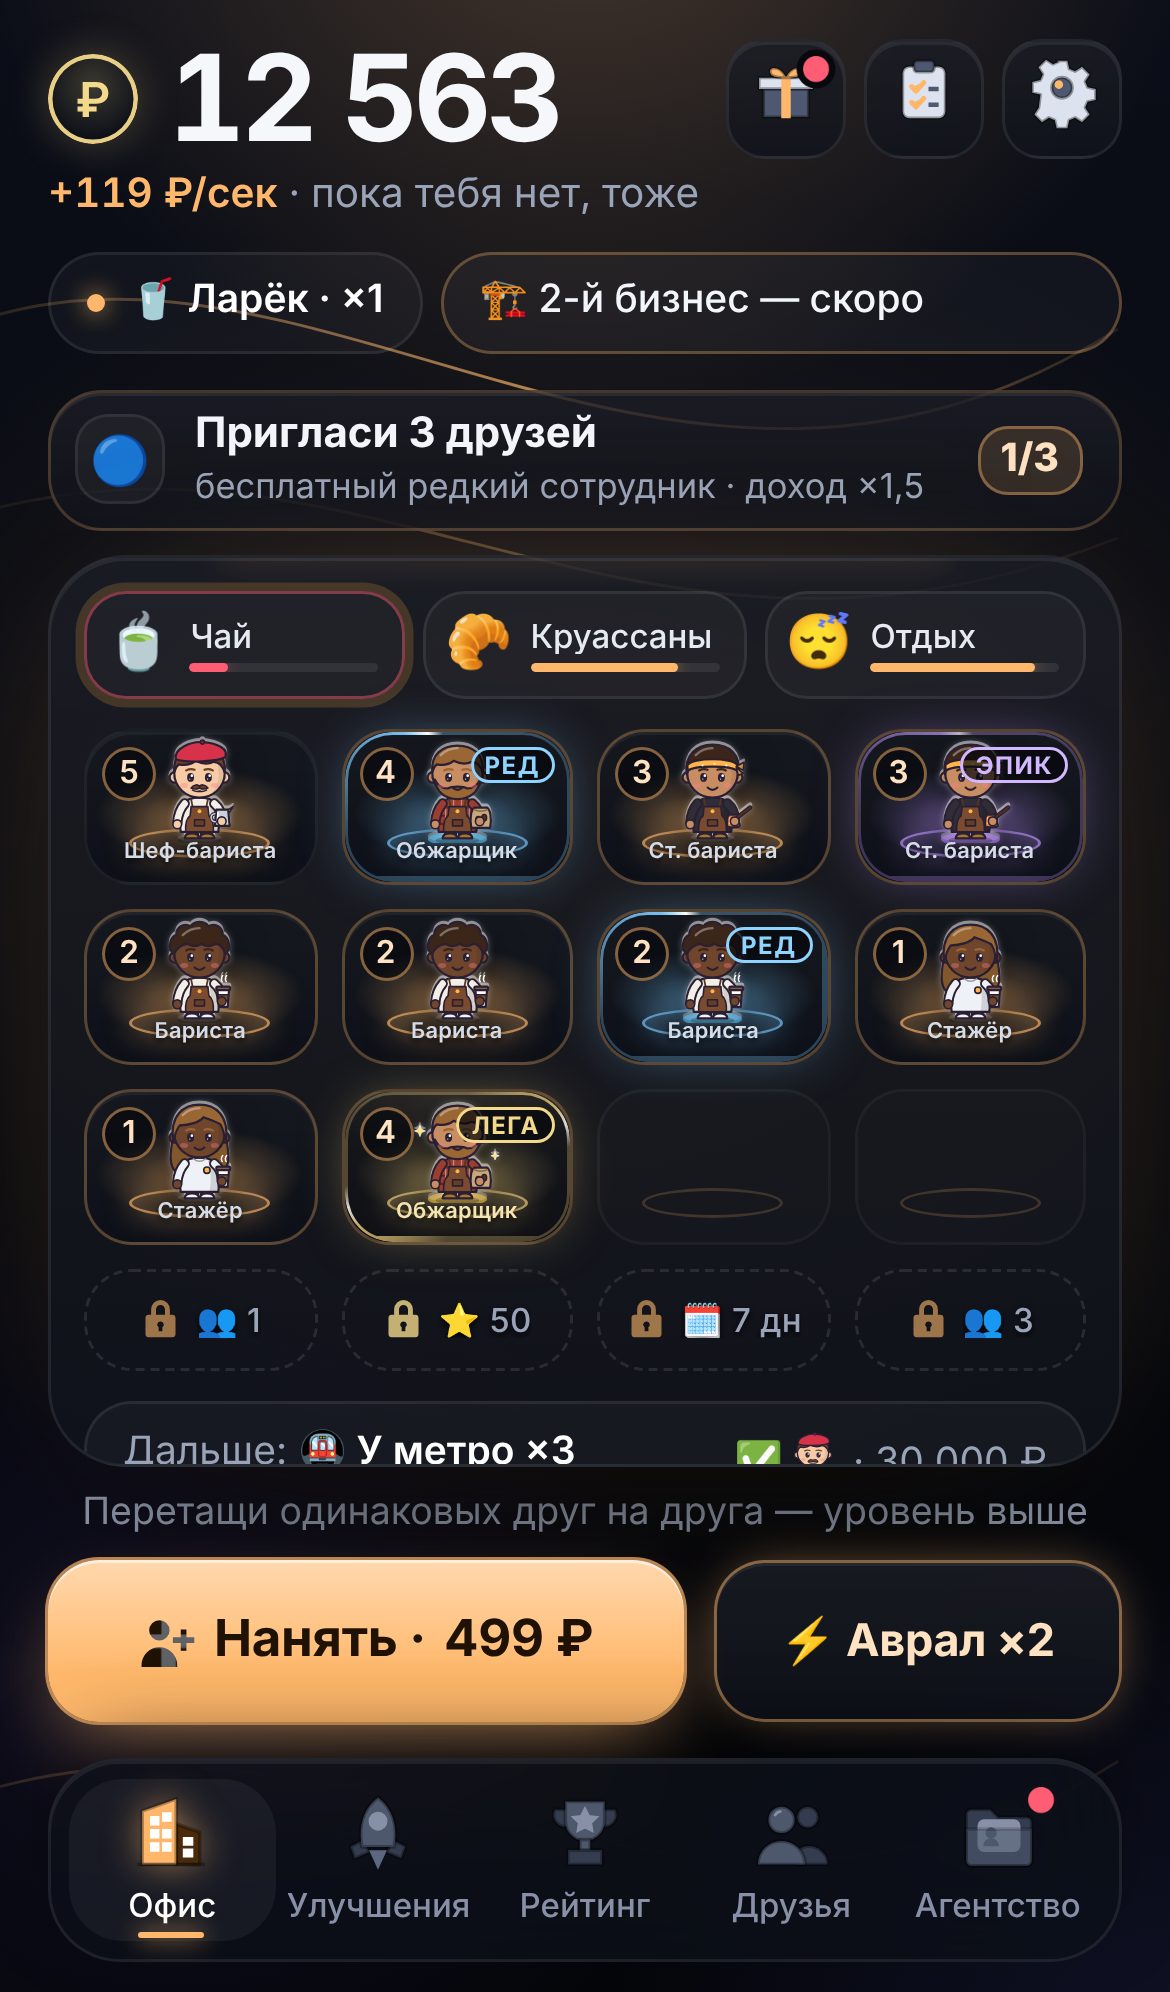 ₽ 12 563
+119 ₽/сек · пока тебя нет, тоже
Ларёк · ×1
2-й бизнес — скоро
Пригласи 3 друзей
бесплатный редкий сотрудник · доход ×1,5
1/3
Чай
Круассаны
Отдых
5 Шеф-бариста
4 РЕД Обжарщик
3 Ст. бариста
3 ЭПИК Ст. бариста
2 Бариста
2 Бариста
2 РЕД Бариста
1 Стажёр
1 Стажёр
4 ЛЕГА Обжарщик
1
50
7 дн
3
Дальше: У метро ×3 · 30 000 ₽
Перетащи одинаковых друг на друга — уровень выше
Нанять · 499 ₽
Аврал ×2
Офис
Улучшения
Рейтинг
Друзья
Агентство